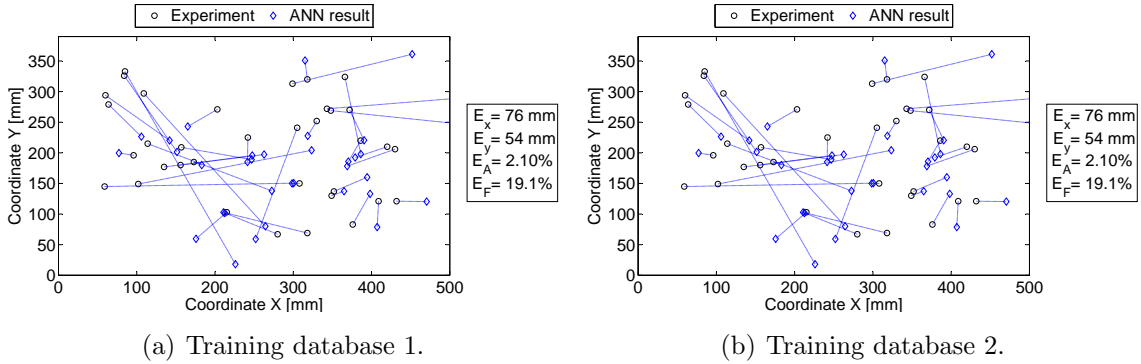 Experiment ANN result
Coordinate Y [mm]
350
300
250
200
150
100
50
0
0 100 200 300 400 500
Coordinate X [mm]
E_x= 76 mm
E_y= 54 mm
E_A= 2.10%
E_F= 19.1%
(a) Training database 1.
Experiment ANN result
Coordinate Y [mm]
350
300
250
200
150
100
50
0
0 100 200 300 400 500
Coordinate X [mm]
E_x= 76 mm
E_y= 54 mm
E_A= 2.10%
E_F= 19.1%
(b) Training database 2.